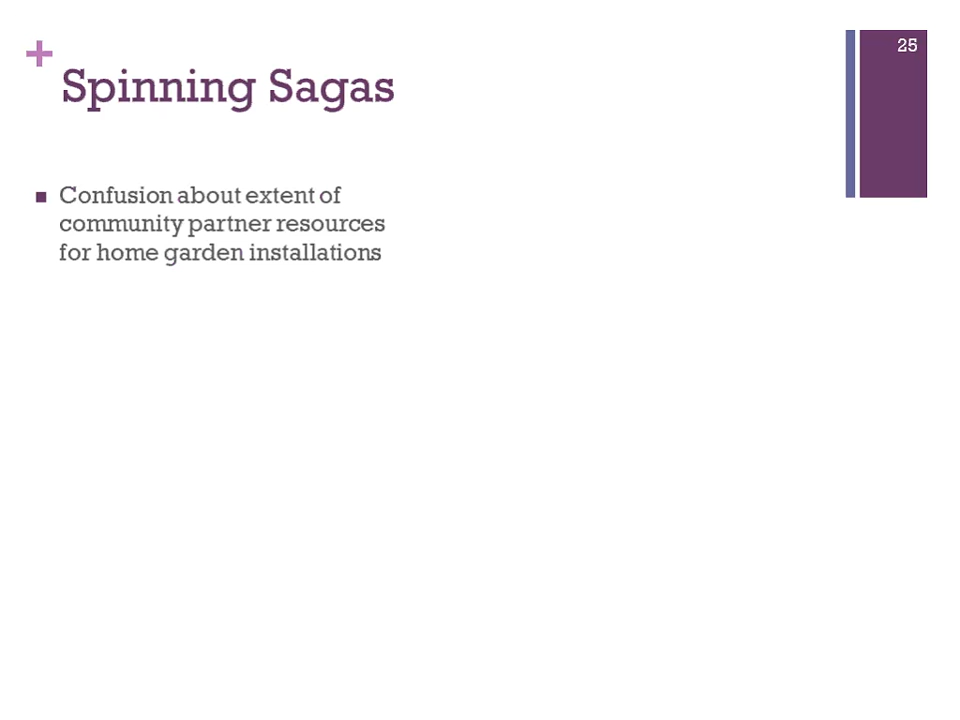 25
+
Spinning Sagas
Confusion about extent of
community partner resources
for home garden installations